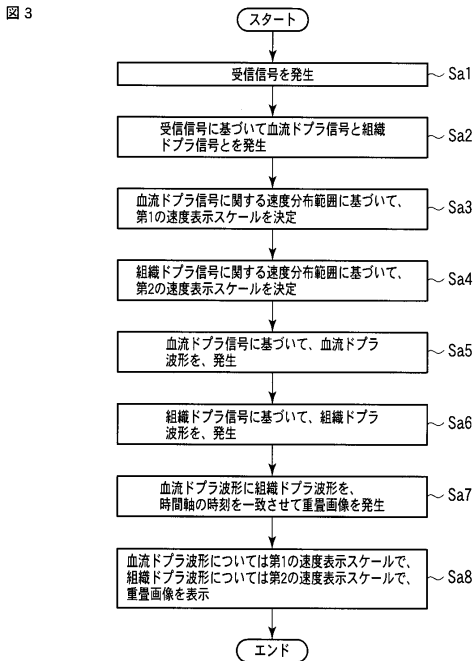 図3
スタート
受信信号を発生
Sa1
受信信号に基づいて血流ドプラ信号と組織
ドプラ信号とを発生
Sa2
血流ドプラ信号に関する速度分布範囲に基づいて、
第1の速度表示スケールを決定
Sa3
組織ドプラ信号に関する速度分布範囲に基づいて、
第2の速度表示スケールを決定
Sa4
血流ドプラ信号に基づいて、血流ドプラ
波形を、発生
Sa5
組織ドプラ信号に基づいて、組織ドプラ
波形を、発生
Sa6
血流ドプラ波形に組織ドプラ波形を、
時間軸の時刻を一致させて重畳画像を発生
Sa7
血流ドプラ波形については第1の速度表示スケールで、
組織ドプラ波形については第2の速度表示スケールで、
重畳画像を表示
Sa8
エンド